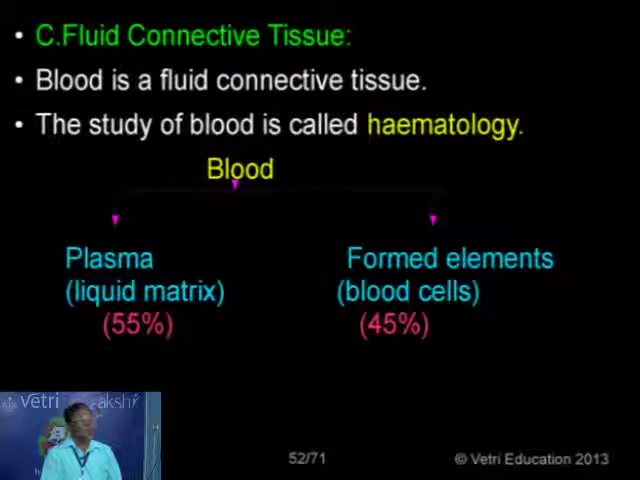 • C.Fluid Connective Tissue:
• Blood is a fluid connective tissue.
• The study of blood is called haematology.
Blood
Plasma
(liquid matrix)
(55%)
Formed elements
(blood cells)
(45%)
vetri
52/71
© Vetri Education 2013